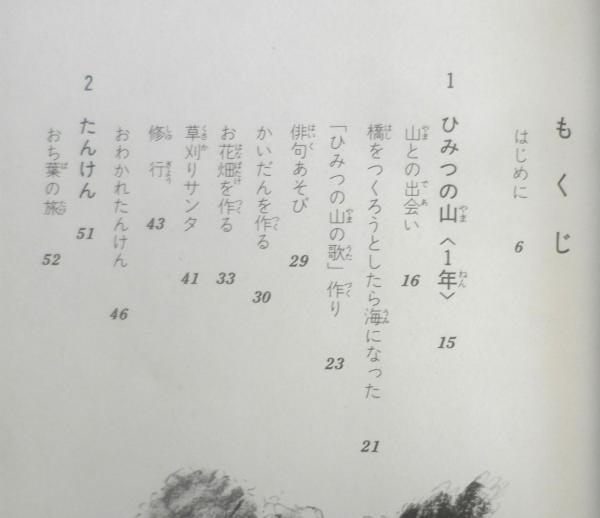 もくじ
はじめに 6
1 ひみつの山〈1年〉 15
山との出会い 16
橋をつくろうとしたら海になった 21
「ひみつの山の歌」作り 23
俳句あそび 29
かいだんを作る 30
お花畑を作る 33
草刈りサンタ 41
修行 43
おわかれたんけん 46
2 たんけん 51
おち葉の旅 52